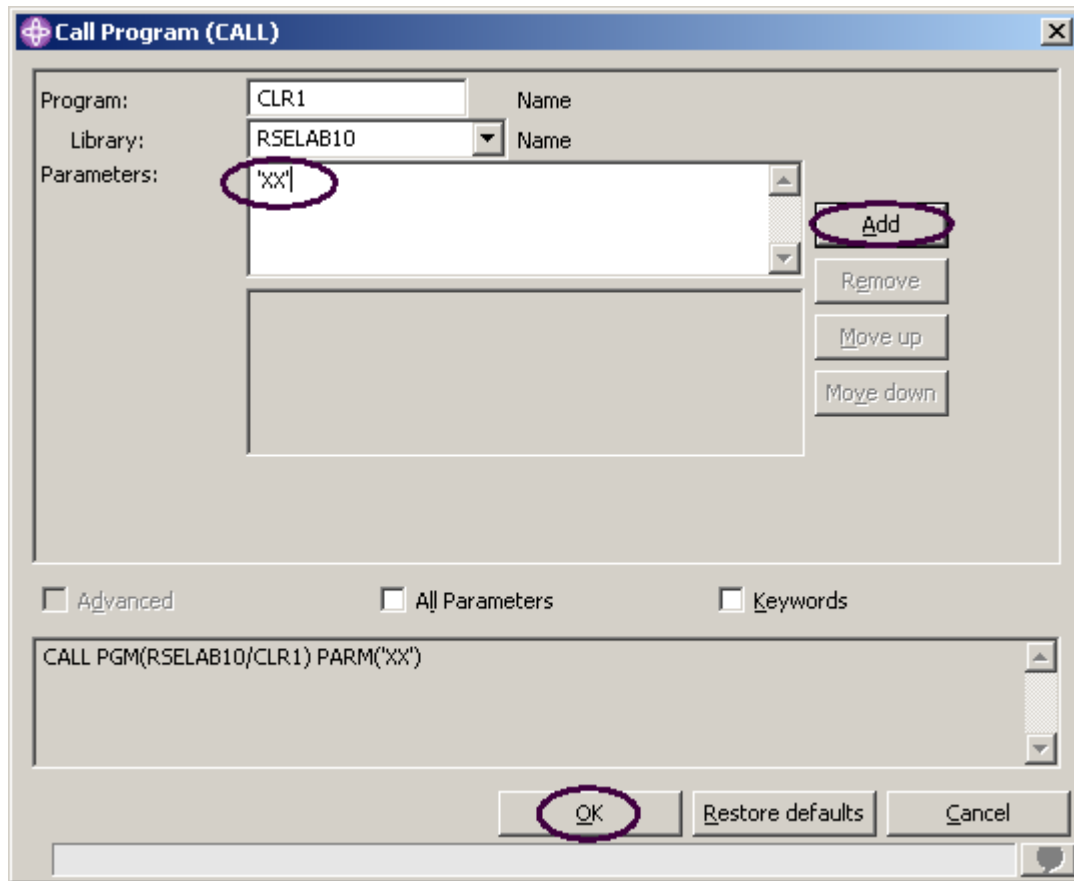 Call Program (CALL)
Program: CLR1 Name
Library: RSELAB10 Name
Parameters: 'XX'
Add
Remove
Move up
Move down
Advanced All Parameters Keywords
CALL PGM(RSELAB10/CLR1) PARM('XX')
OK Restore defaults Cancel